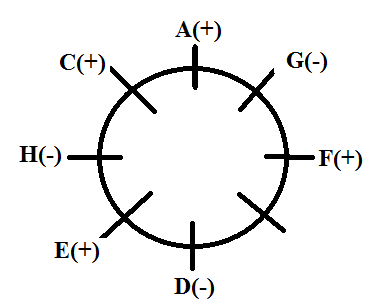 A(+)
C(+)
G(-)
H(-)
F(+)
E(+)
D(-)